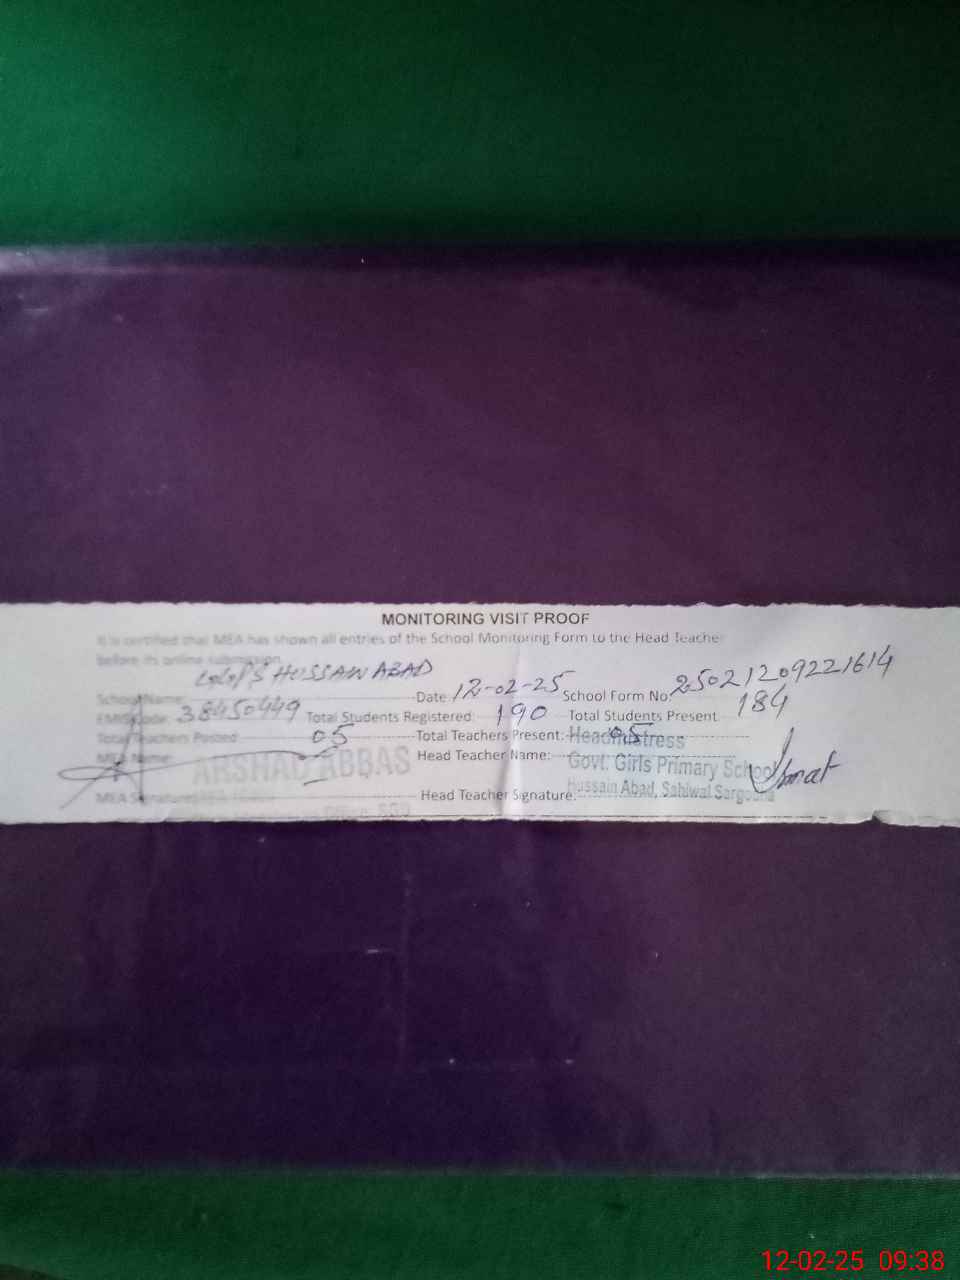 MONITORING VISIT PROOF
It is certified that MEA has shown all entries of the School Monitoring Form to the Head Teacher
before its online submission
School Name: GGPS HUSSAIN ABAD Date: 12-02-25 School Form No: 25021209221614
EMIS Code: 38450449 Total Students Registered: 190 Total Students Present: 184
Total Teachers Posted: 05 Total Teachers Present: 05
MEA Name: ARSHAD ABBAS Head Teacher Name:
Headmistress
Govt. Girls Primary School
Hussain Abad, Sahiwal Sargodha
MEA Signature: Head Teacher Signature:
12-02-25 09:38